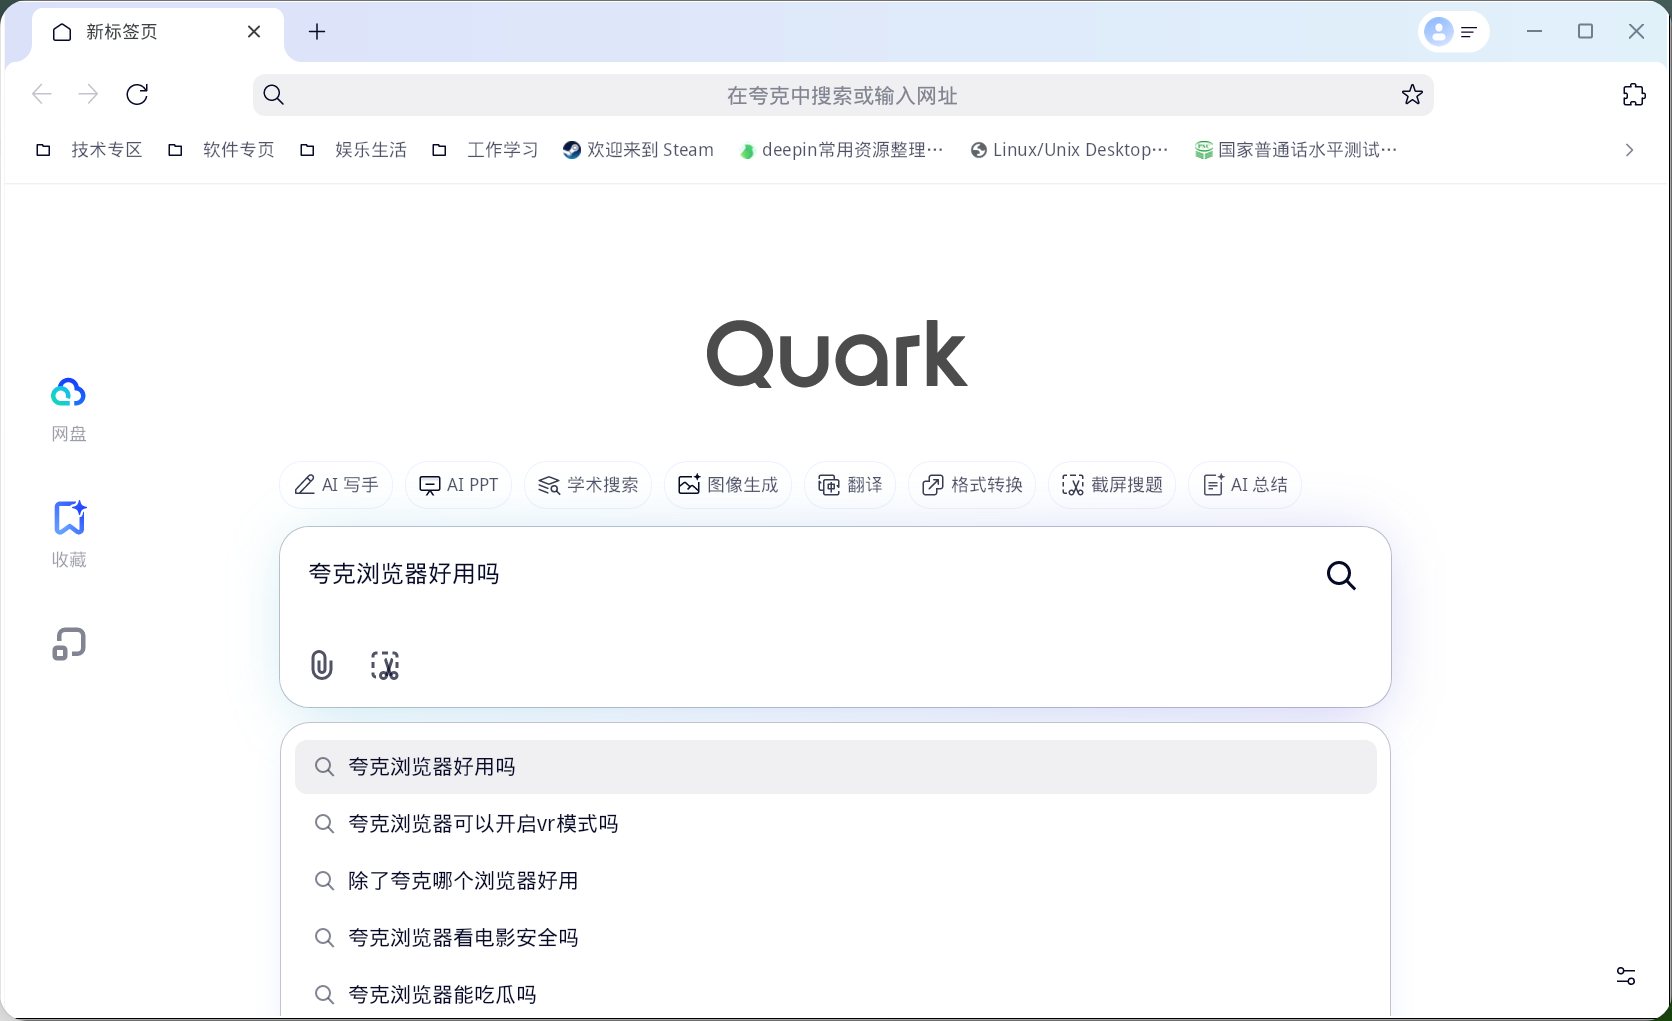 新标签页
在夸克中搜索或输入网址
技术专区 软件专页 娱乐生活 工作学习 欢迎来到 Steam deepin常用资源整理… Linux/Unix Desktop… 国家普通话水平测试…
Quark
网盘
收藏
AI 写手 AI PPT 学术搜索 图像生成 翻译 格式转换 截屏搜题 AI 总结
夸克浏览器好用吗
夸克浏览器好用吗
夸克浏览器可以开启vr模式吗
除了夸克哪个浏览器好用
夸克浏览器看电影安全吗
夸克浏览器能吃瓜吗